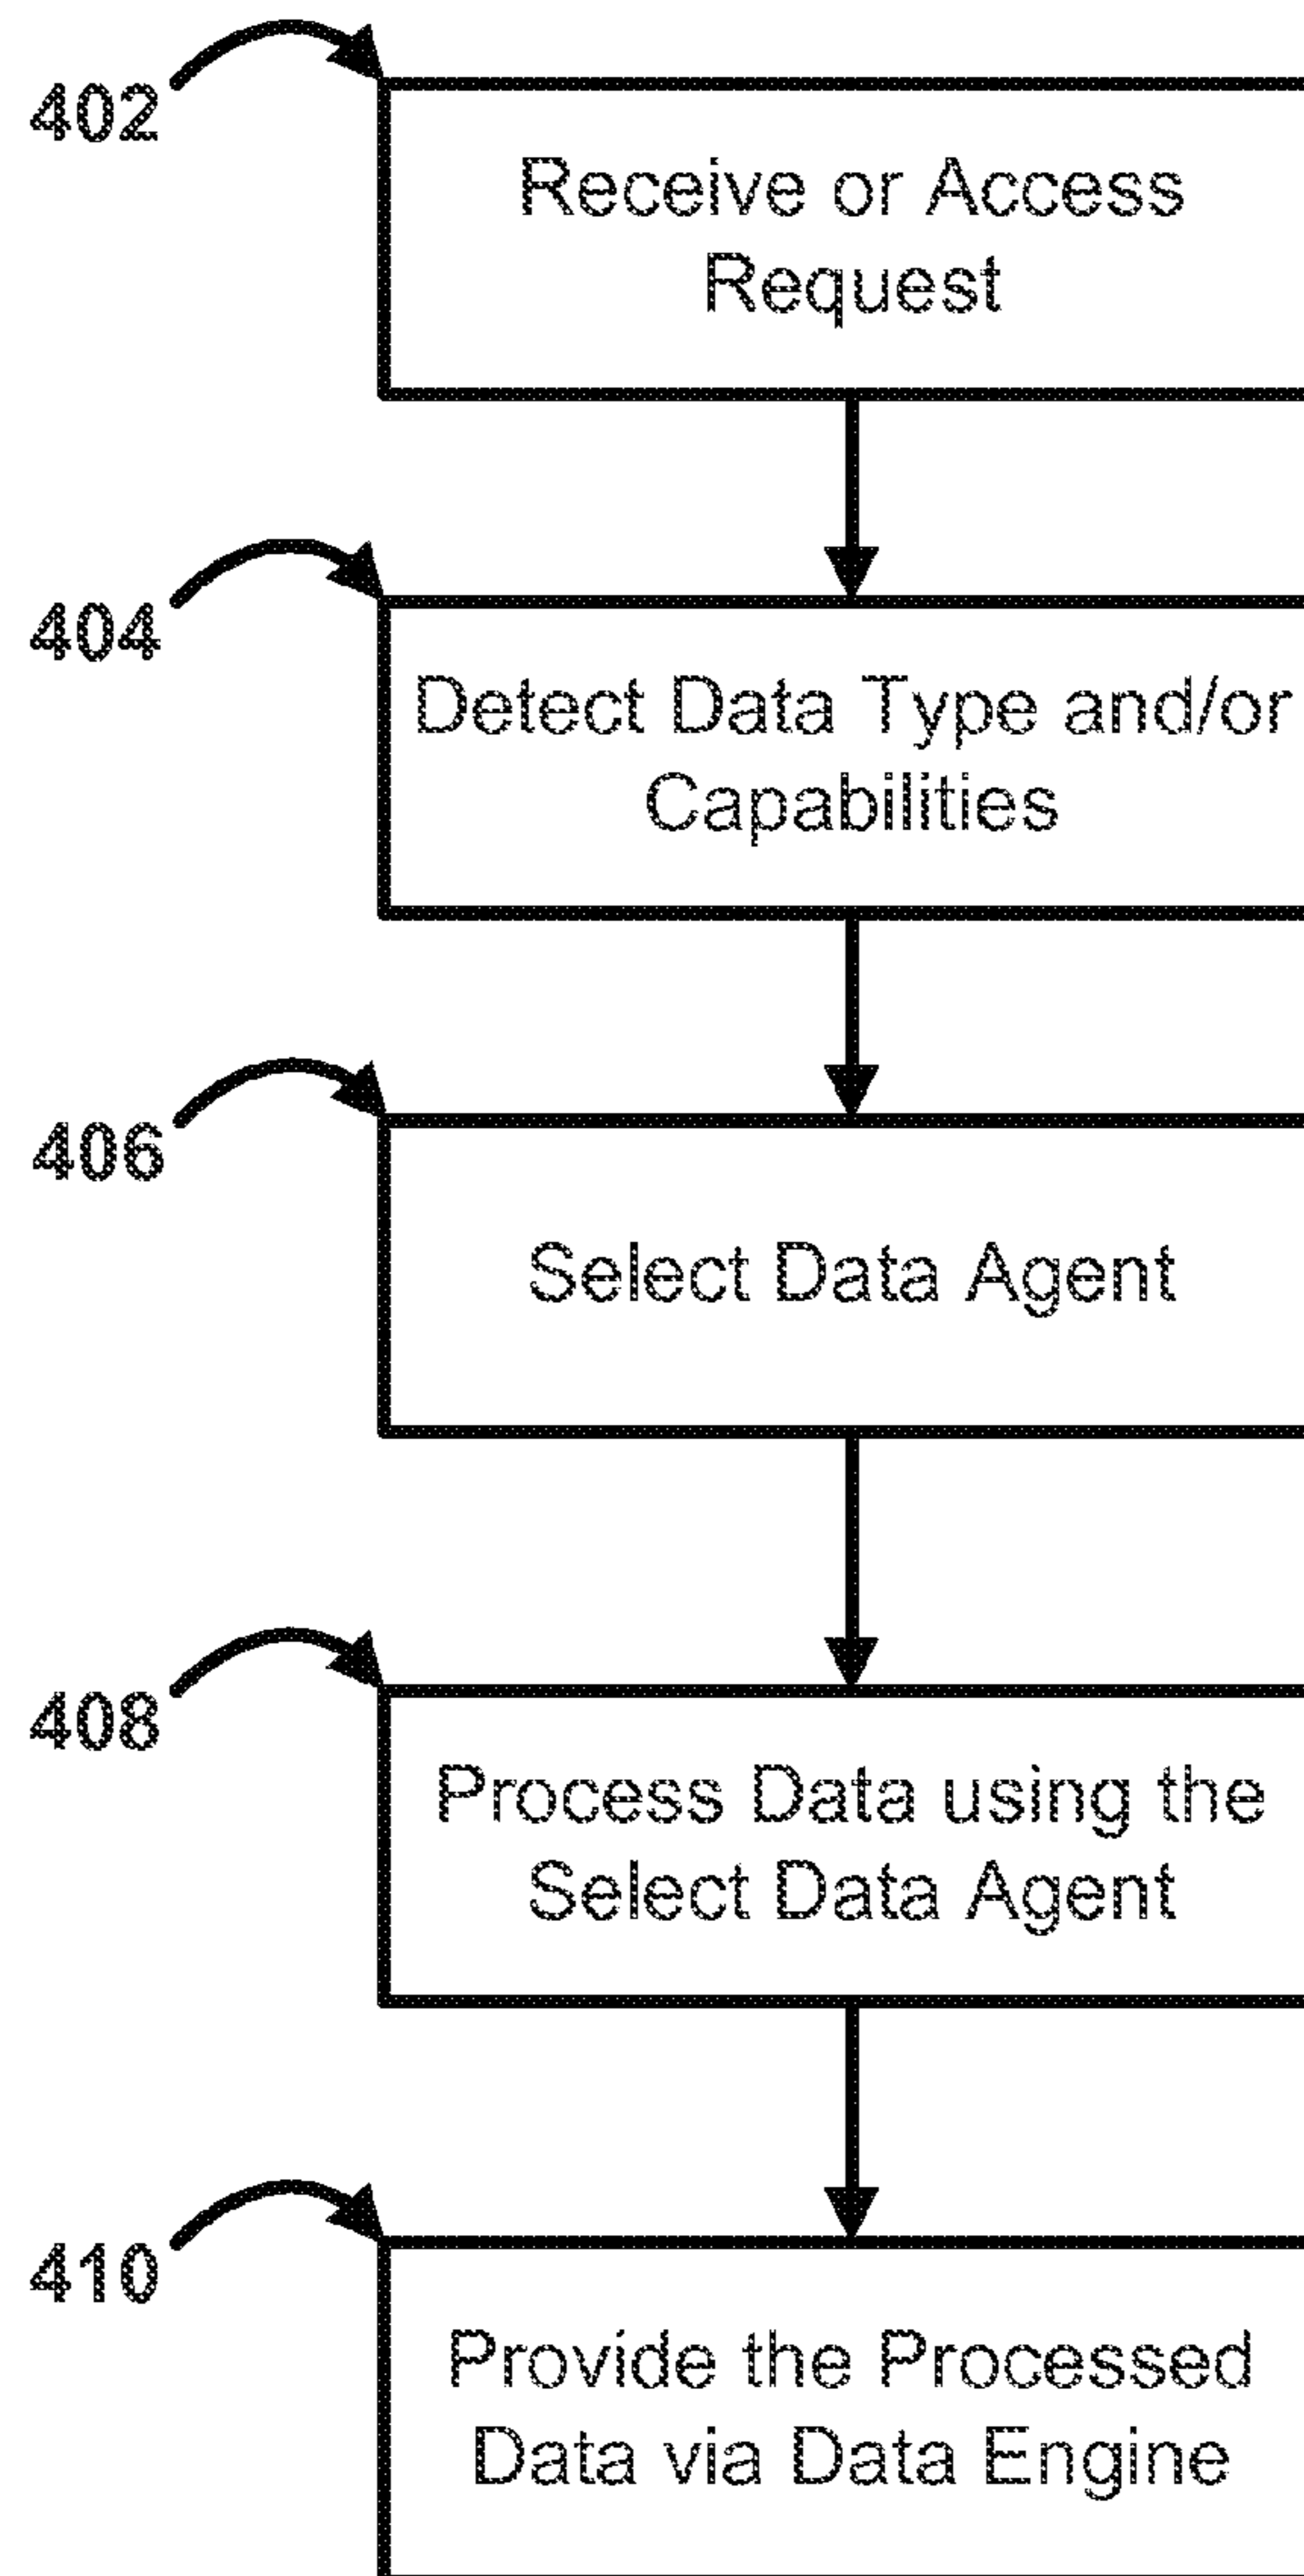 402
Receive or Access
Request
404
Detect Data Type and/or
Capabilities
406
Select Data Agent
408
Process Data using the
Select Data Agent
410
Provide the Processed
Data via Data Engine